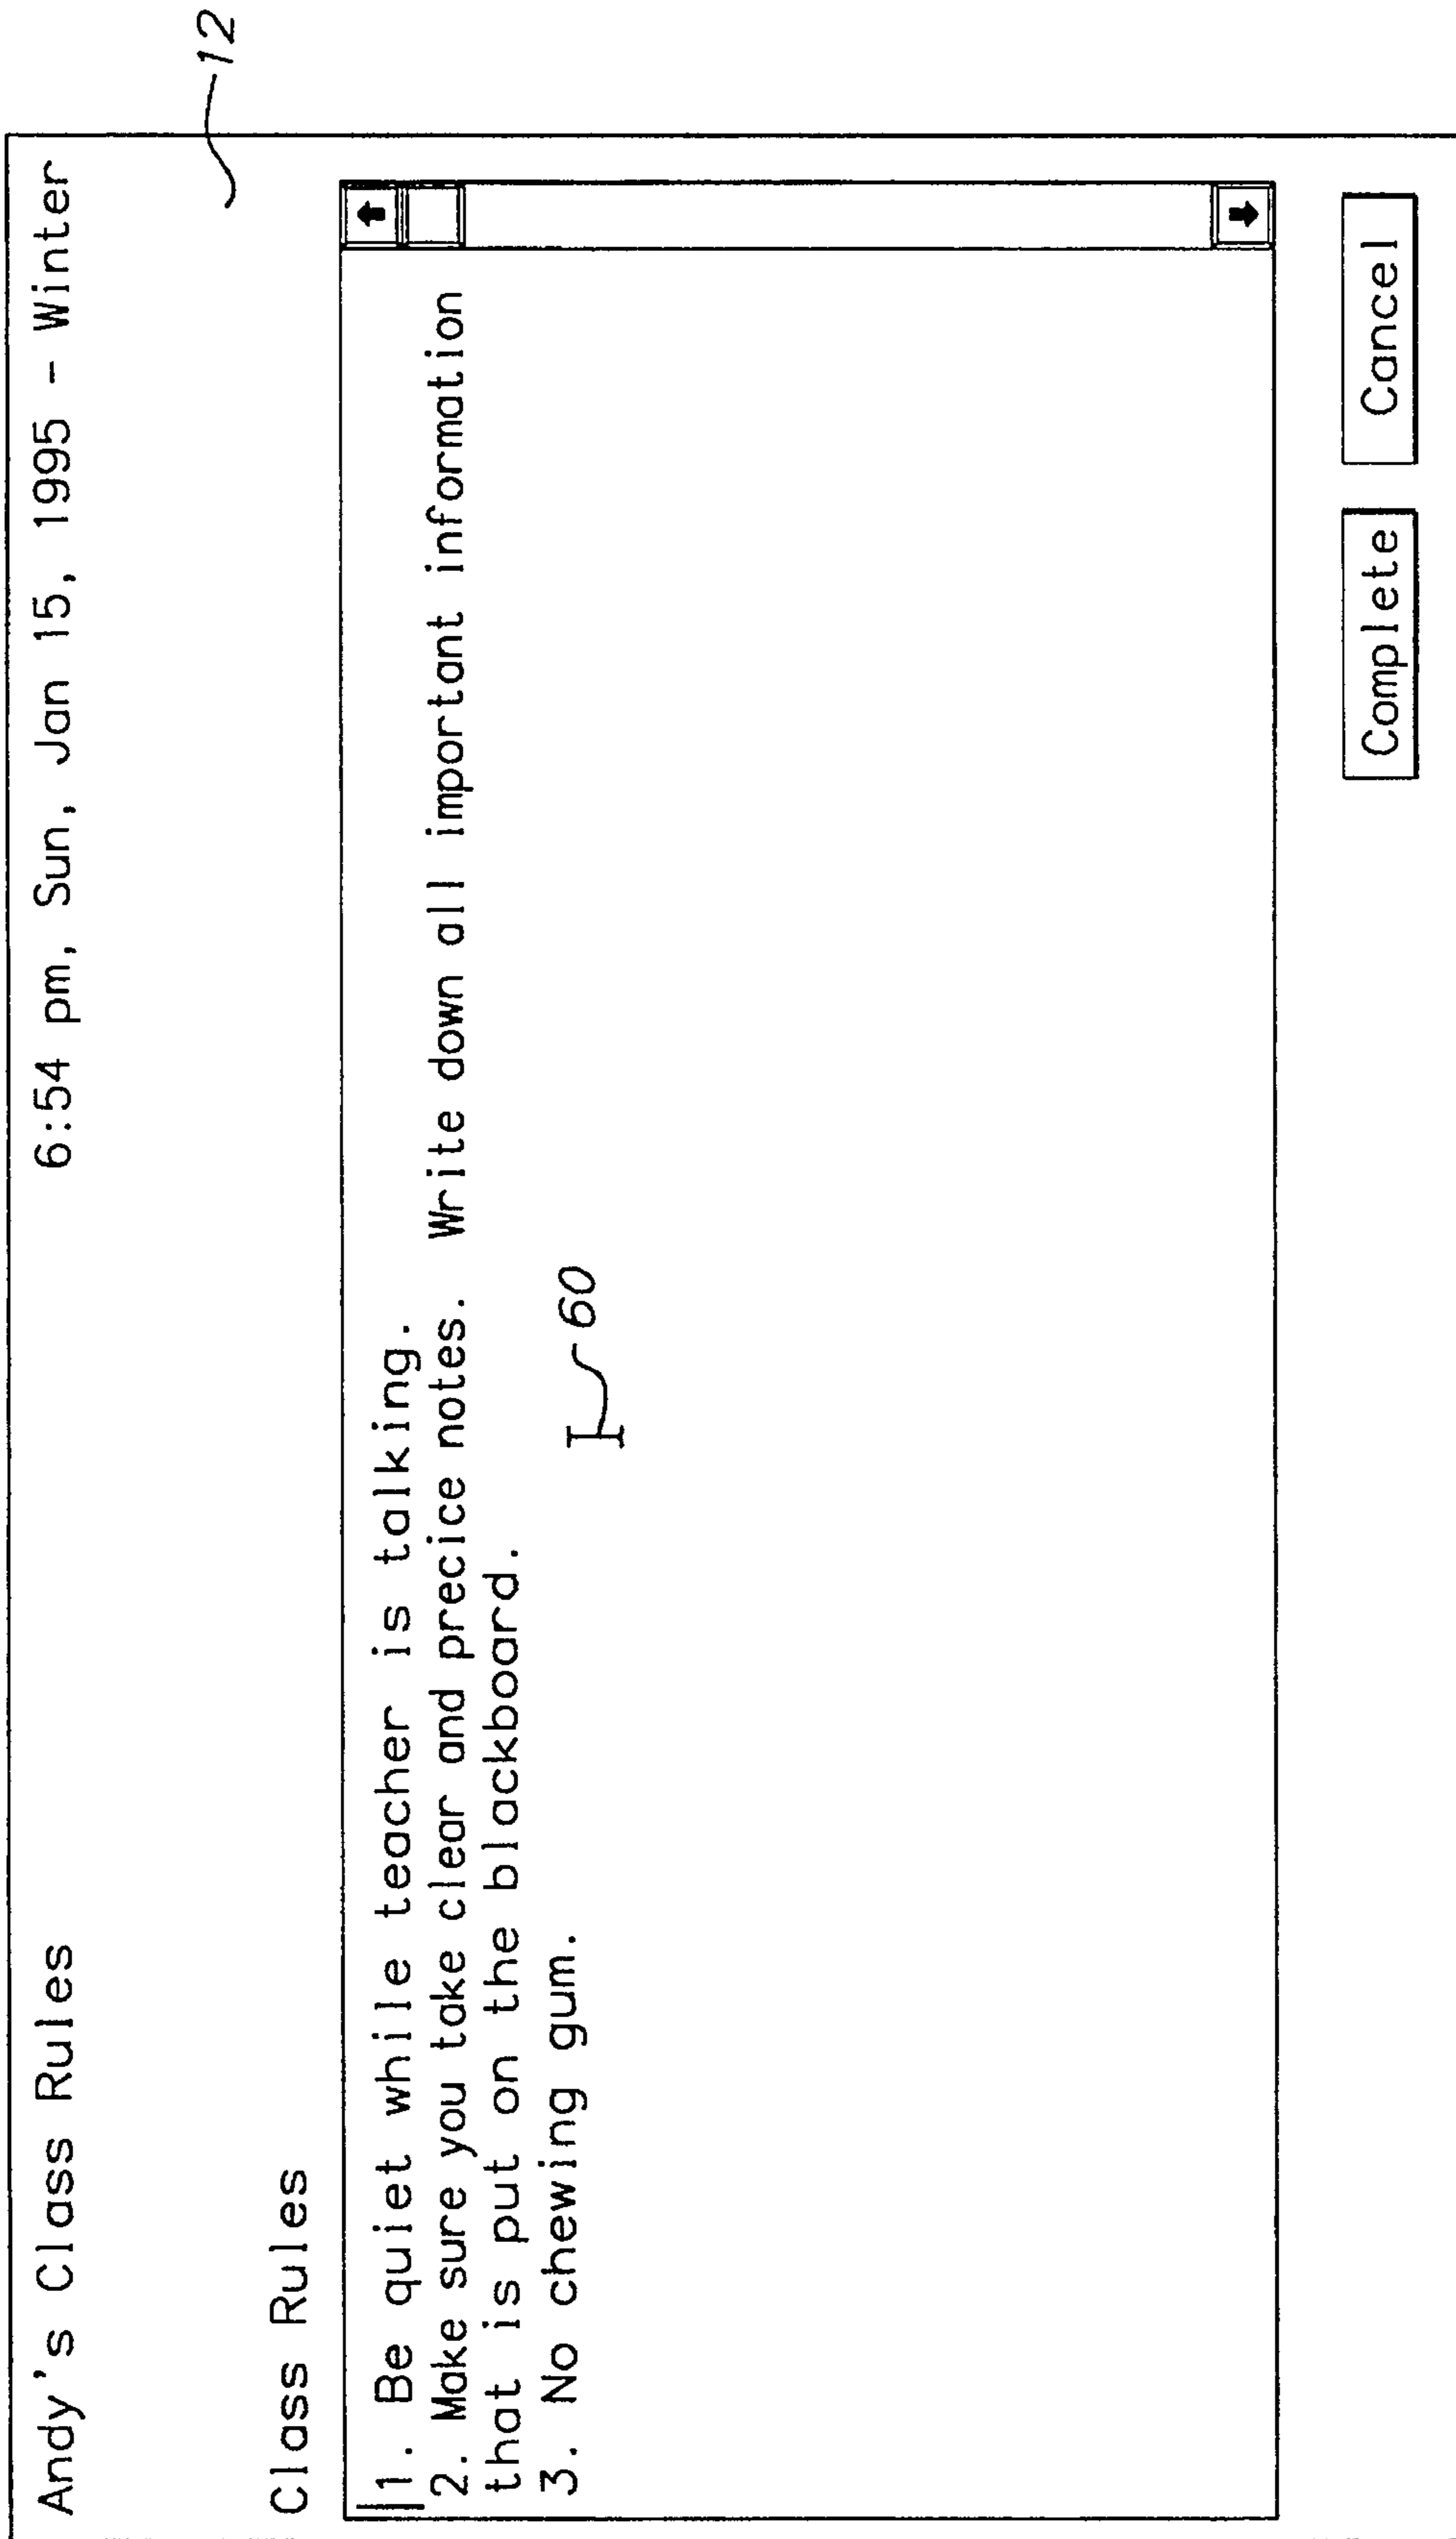 Andy's Class Rules 6:54 pm, Sun, Jan 15, 1995 - Winter
12
Class Rules
1. Be quiet while teacher is talking.
2. Make sure you take clear and precice notes. Write down all important information
that is put on the blackboard.
3. No chewing gum.
60
Complete Cancel